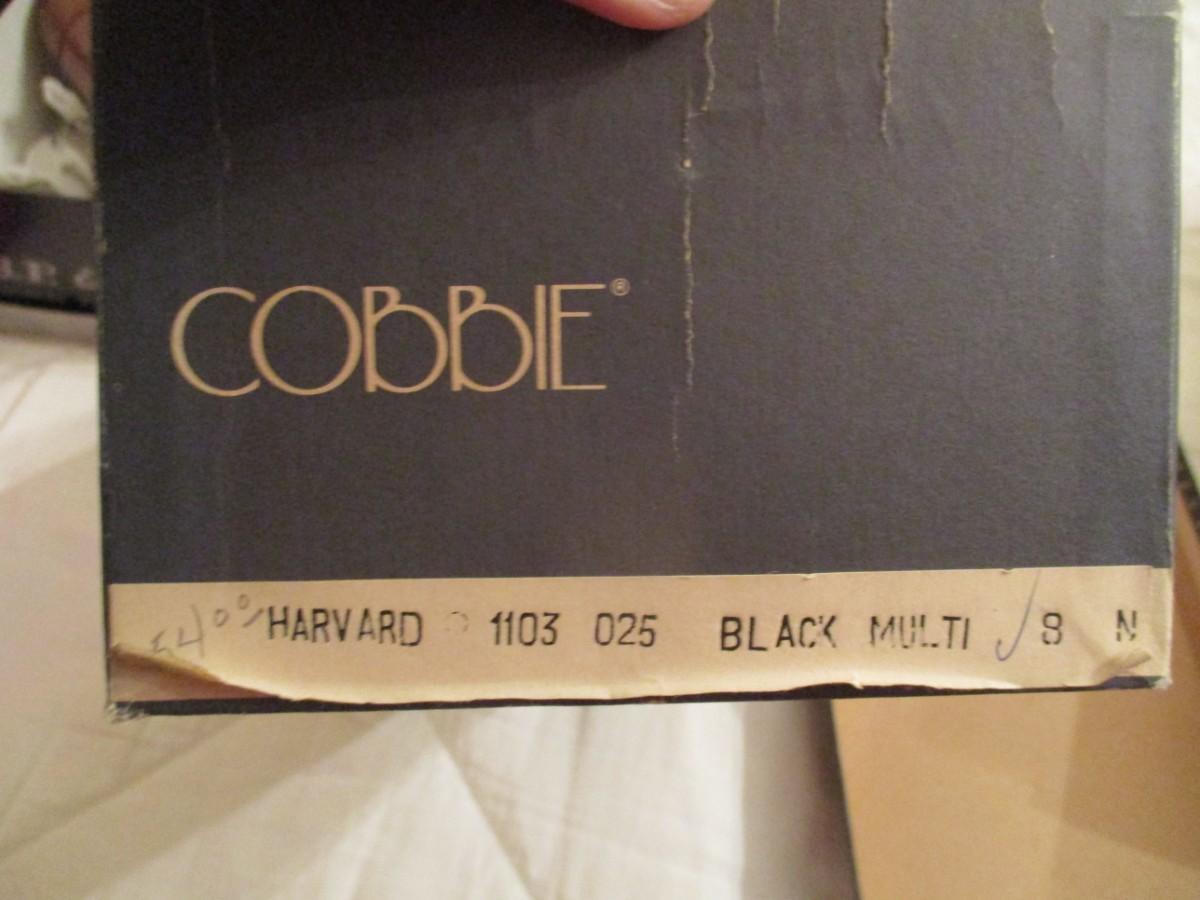 COBBIE®
HARVARD 1103 025 BLACK MULTI 8 N